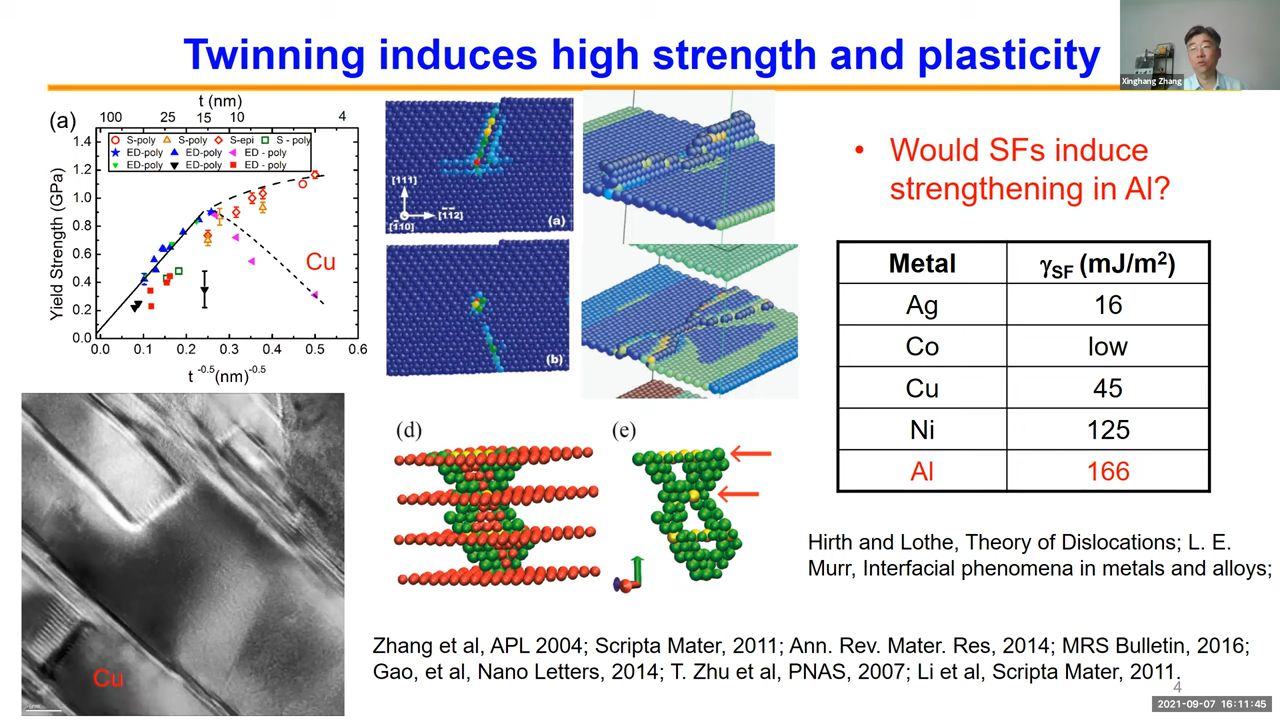 Twinning induces high strength and plasticity
Xinghang Zhang
(a)
t (nm)
100 25 15 10 4
S-poly S-poly S-epi S - poly
ED-poly ED-poly ED - poly
ED-poly ED-poly ED - poly
Yield Strength (GPa)
1.4
1.2
1.0
0.8
0.6
0.4
0.2
0.0
Cu
0.0 0.1 0.2 0.3 0.4 0.5 0.6
t -0.5(nm)-0.5
[111]
[112]
[110]
(a)
(b)
• Would SFs induce
strengthening in Al?
Metal γSF (mJ/m2)
Ag 16
Co low
Cu 45
Ni 125
Al 166
(d) (e)
Cu
Hirth and Lothe, Theory of Dislocations; L. E.
Murr, Interfacial phenomena in metals and alloys;
Zhang et al, APL 2004; Scripta Mater, 2011; Ann. Rev. Mater. Res, 2014; MRS Bulletin, 2016;
Gao, et al, Nano Letters, 2014; T. Zhu et al, PNAS, 2007; Li et al, Scripta Mater, 2011.
4
2021-09-07 16:11:45